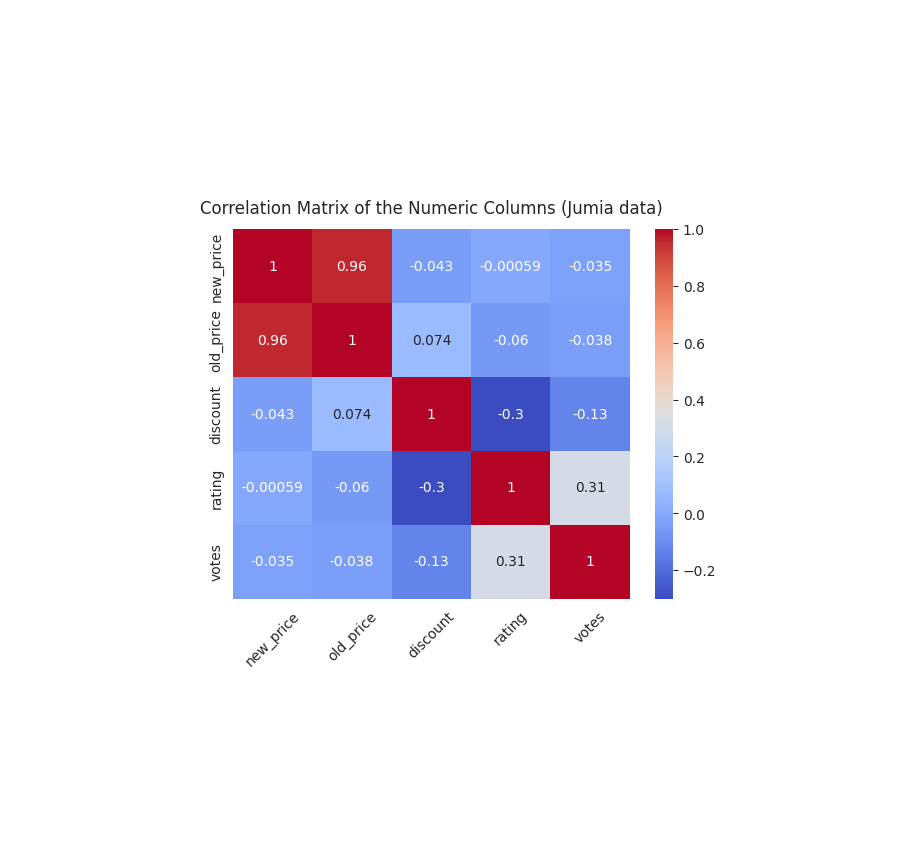 Correlation Matrix of the Numeric Columns (Jumia data)
new_price 1 0.96 -0.043 -0.00059 -0.035
old_price 0.96 1 0.074 -0.06 -0.038
discount -0.043 0.074 1 -0.3 -0.13
rating -0.00059 -0.06 -0.3 1 0.31
votes -0.035 -0.038 -0.13 0.31 1
new_price old_price discount rating votes
1.0
0.8
0.6
0.4
0.2
0.0
−0.2